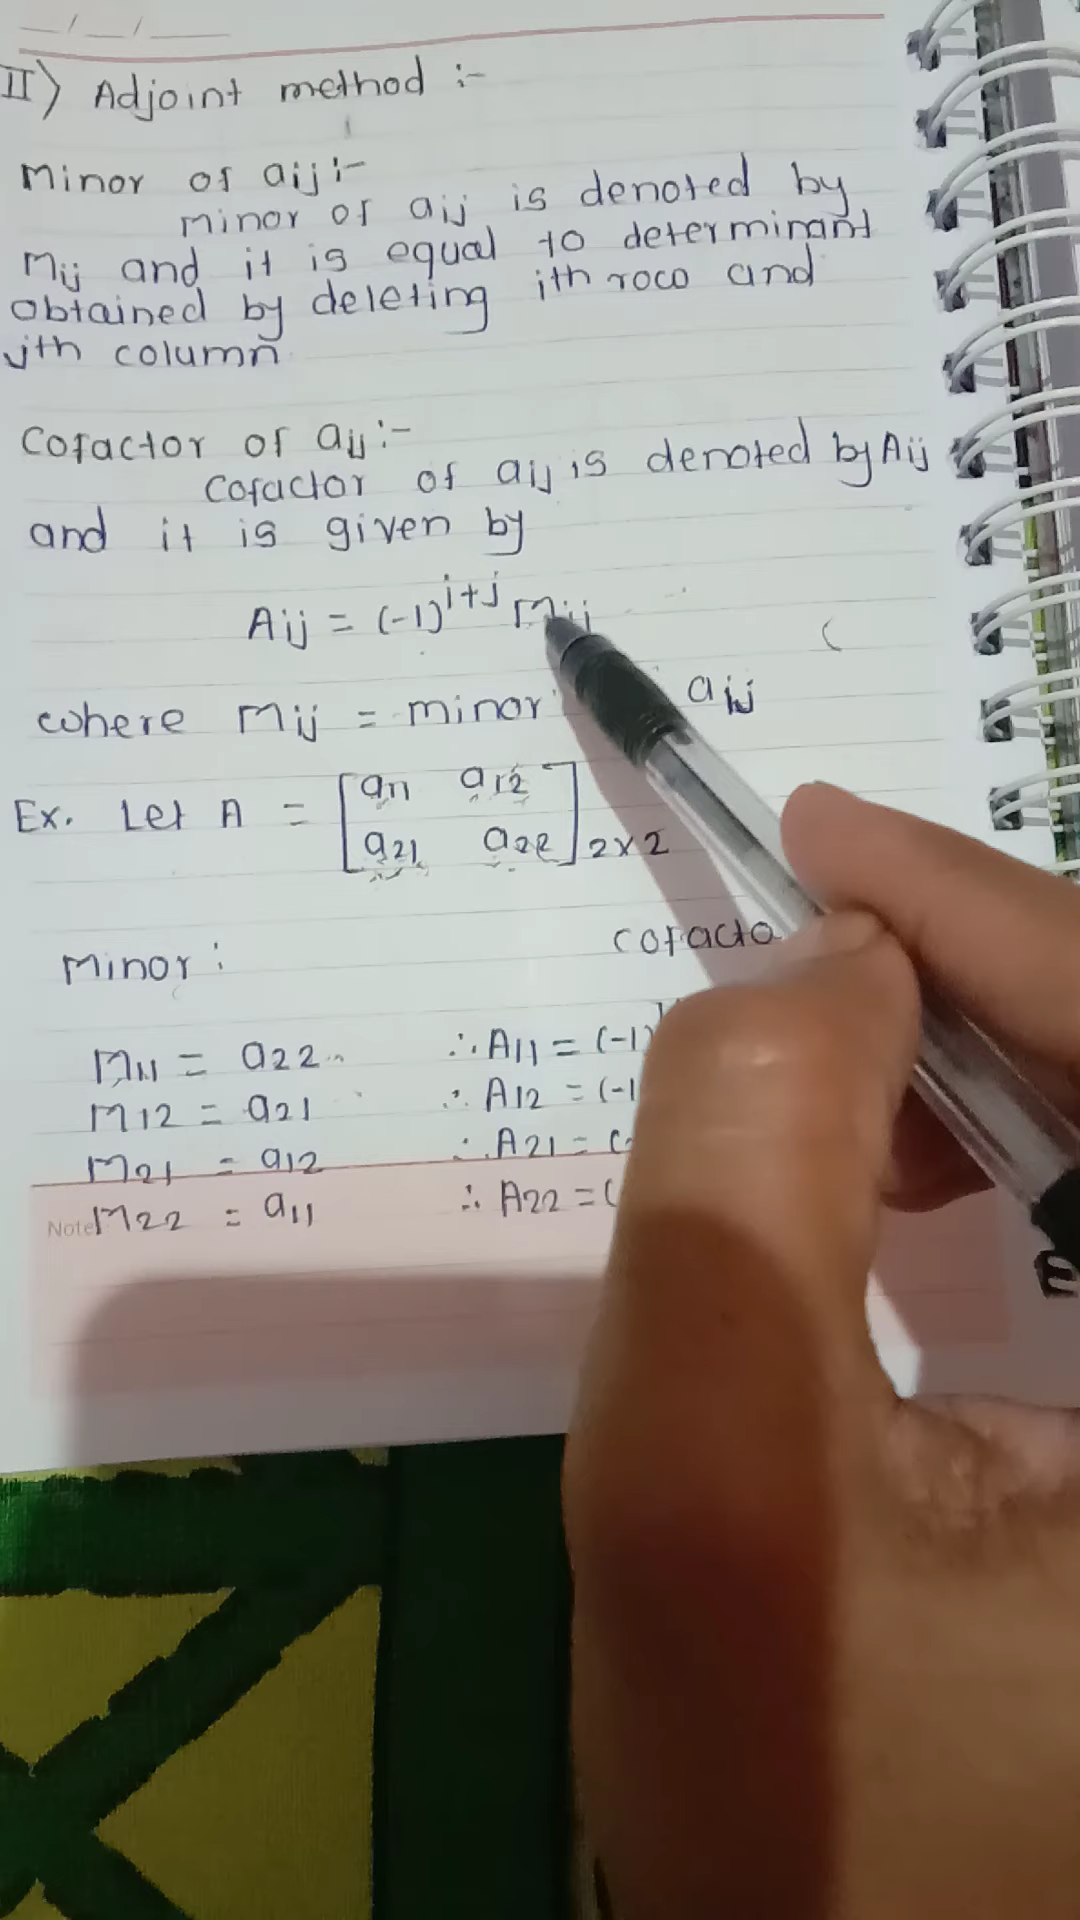 II) Adjoint method :-
Minor of aij :-
Minor of aij is denoted by
Mij and it is equal to determinant
obtained by deleting ith row and
jth column
Cofactor of aij :-
Cofactor of aij is denoted by Aij
and it is given by
Aij = (-1)^i+j Mij
where Mij = minor aij
Ex. Let A = [a11 a12
a21 a22] 2x2
Minor : cofacto
M11 = a22 ∴ A11 = (-1)
M12 = a21 ∴ A12 = (-1
M21 = a12 ∴ A21 = (-
Note M22 = a11 ∴ A22 = (